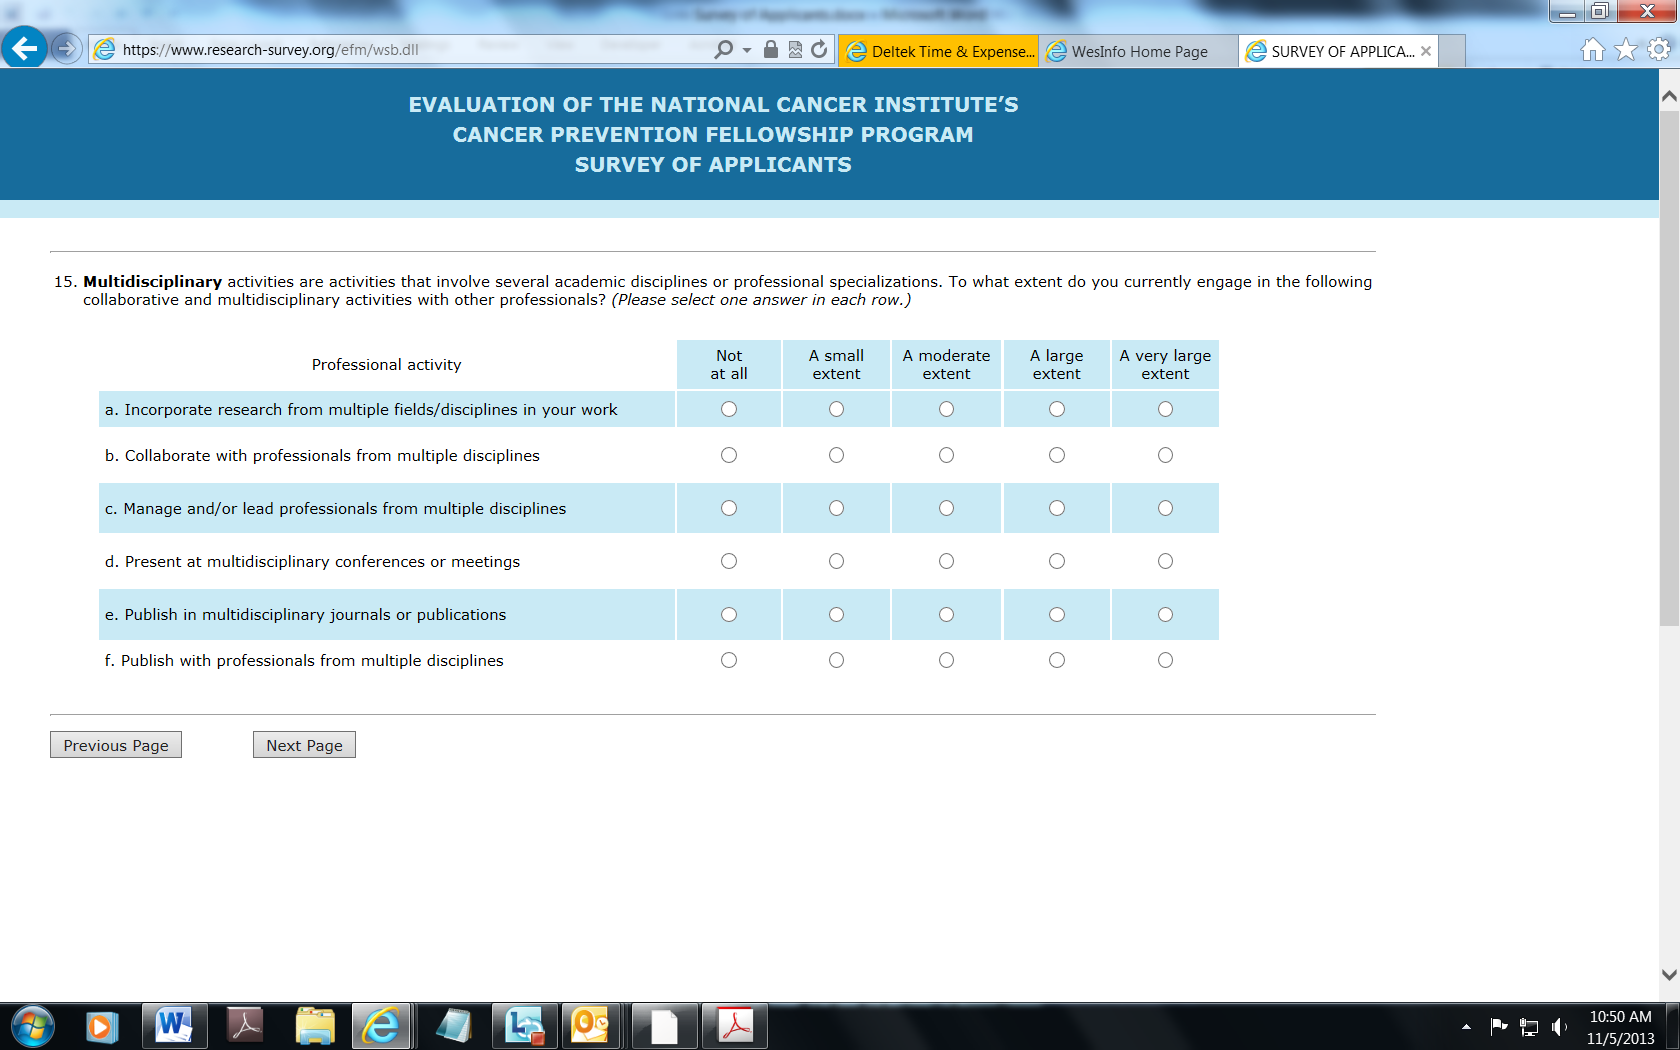 Survey of Applicants.docx - Microsoft Word
https://www.research-survey.org/efm/wsb.dll
Deltek Time & Expense...
WesInfo Home Page
SURVEY OF APPLICA...
EVALUATION OF THE NATIONAL CANCER INSTITUTE’S
CANCER PREVENTION FELLOWSHIP PROGRAM
SURVEY OF APPLICANTS
15. Multidisciplinary activities are activities that involve several academic disciplines or professional specializations. To what extent do you currently engage in the following
collaborative and multidisciplinary activities with other professionals? (Please select one answer in each row.)
Professional activity
Not
at all
A small
extent
A moderate
extent
A large
extent
A very large
extent
a. Incorporate research from multiple fields/disciplines in your work
b. Collaborate with professionals from multiple disciplines
c. Manage and/or lead professionals from multiple disciplines
d. Present at multidisciplinary conferences or meetings
e. Publish in multidisciplinary journals or publications
f. Publish with professionals from multiple disciplines
Previous Page
Next Page
10:50 AM
11/5/2013